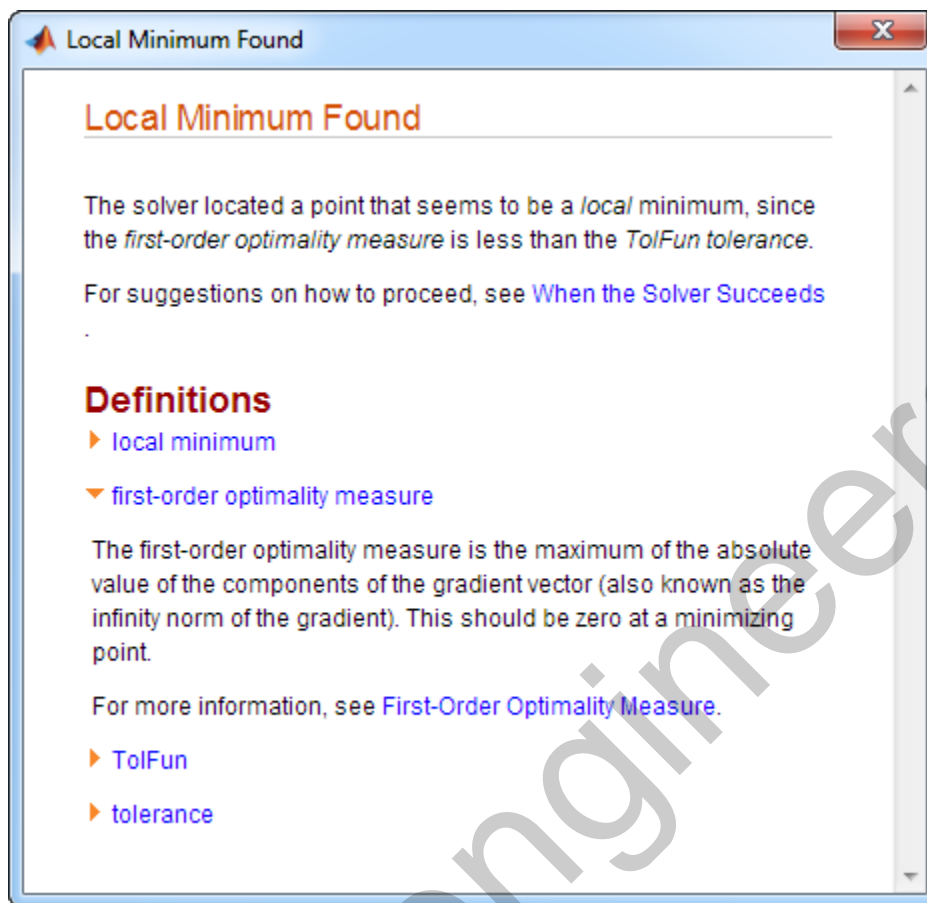 Local Minimum Found
Local Minimum Found
The solver located a point that seems to be a local minimum, since
the first-order optimality measure is less than the TolFun tolerance.
For suggestions on how to proceed, see When the Solver Succeeds
.
Definitions
local minimum
first-order optimality measure
The first-order optimality measure is the maximum of the absolute
value of the components of the gradient vector (also known as the
infinity norm of the gradient). This should be zero at a minimizing
point.
For more information, see First-Order Optimality Measure.
TolFun
tolerance
engineer